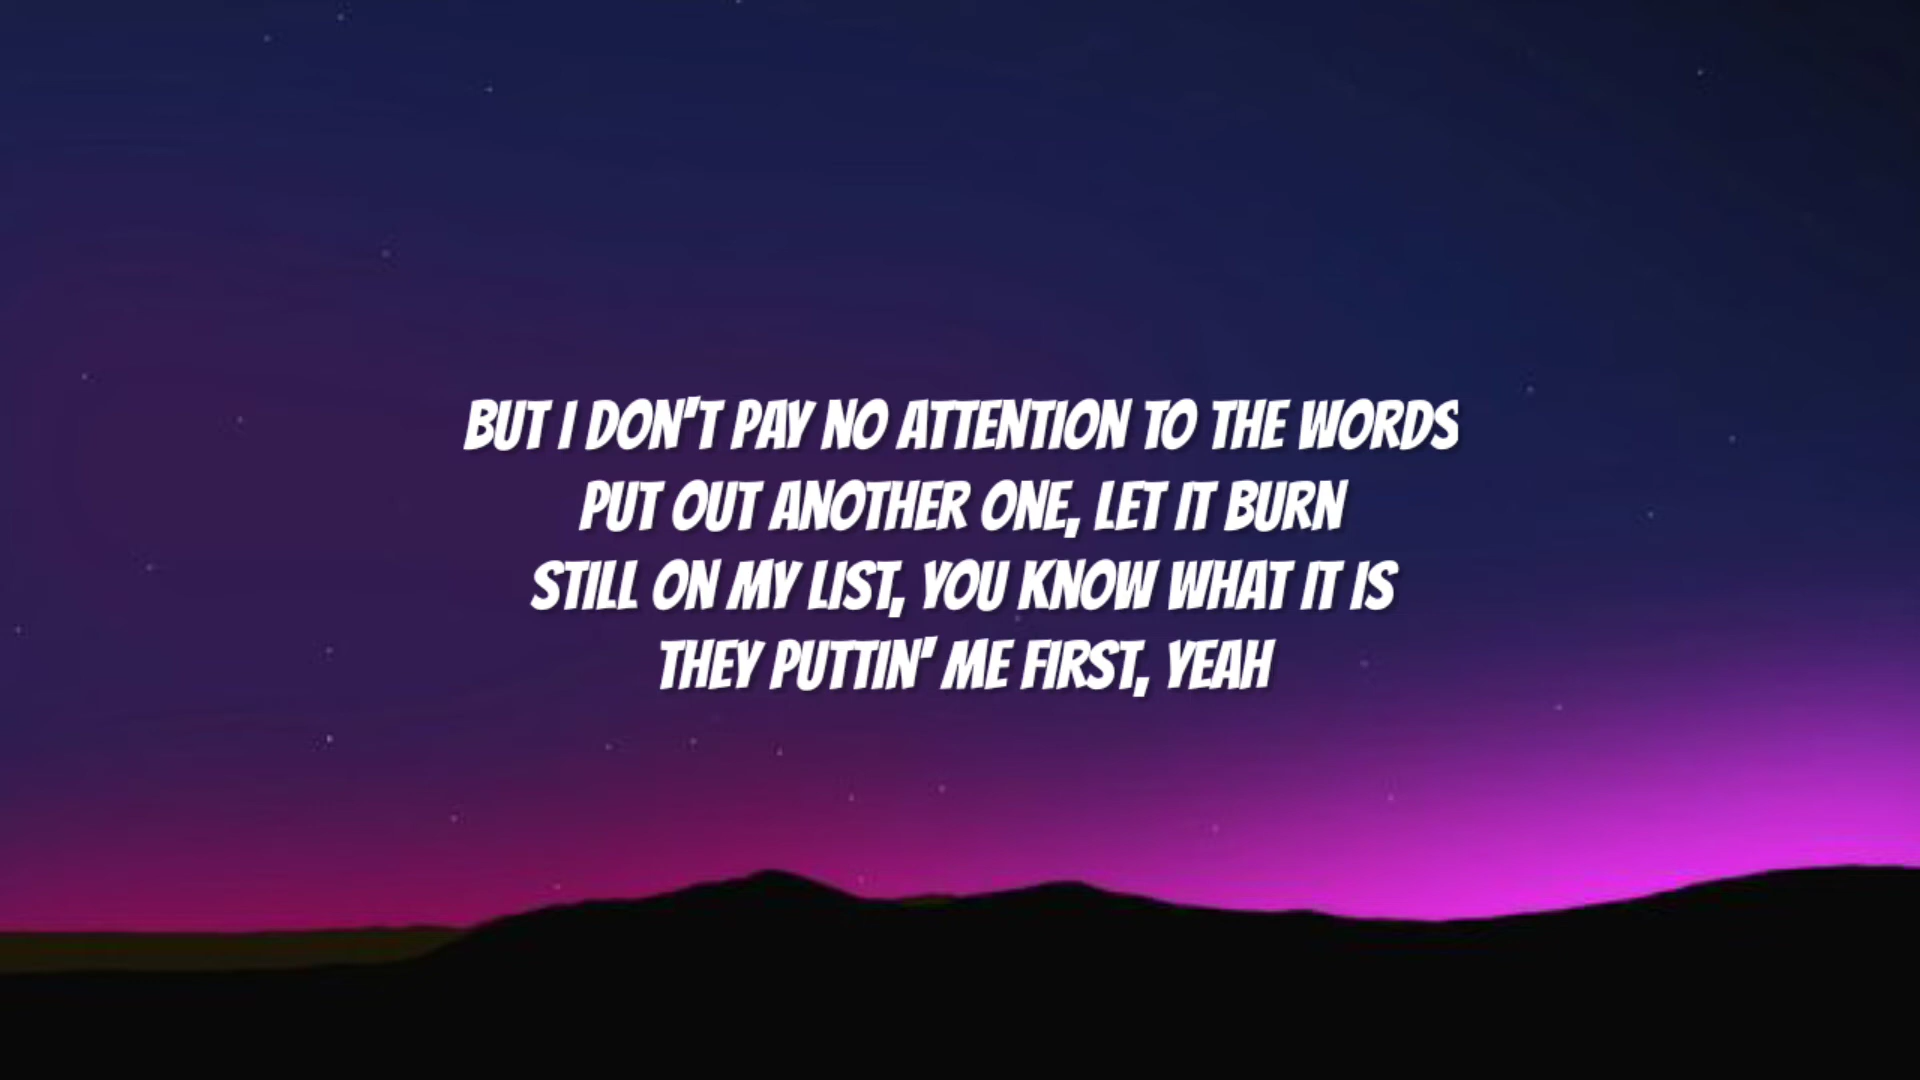 BUT I DON'T PAY NO ATTENTION TO THE WORDS
PUT OUT ANOTHER ONE, LET IT BURN
STILL ON MY LIST, YOU KNOW WHAT IT IS
THEY PUTTIN' ME FIRST, YEAH